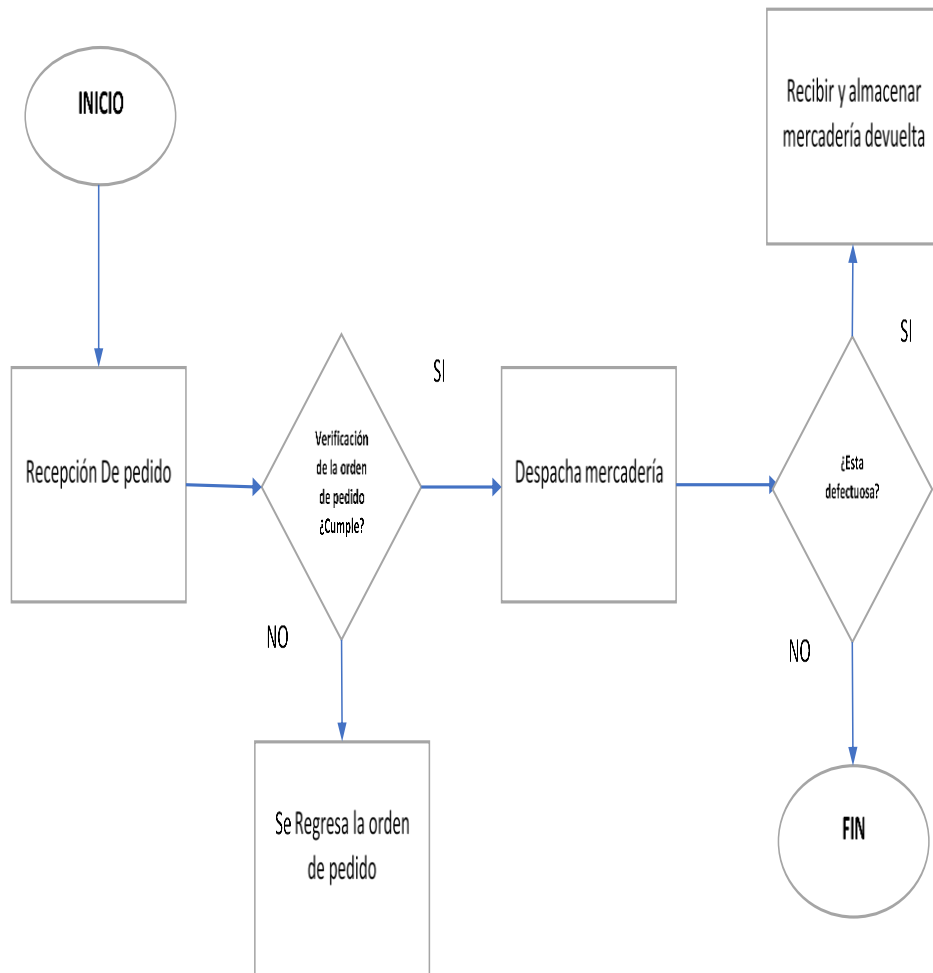 INICIO
Recibir y almacenar
mercadería devuelta
SI
SI
Recepción De pedido
Verificación
de la orden
de pedido
¿Cumple?
Despacha mercadería
¿Esta
defectuosa?
NO
NO
Se Regresa la orden
de pedido
FIN